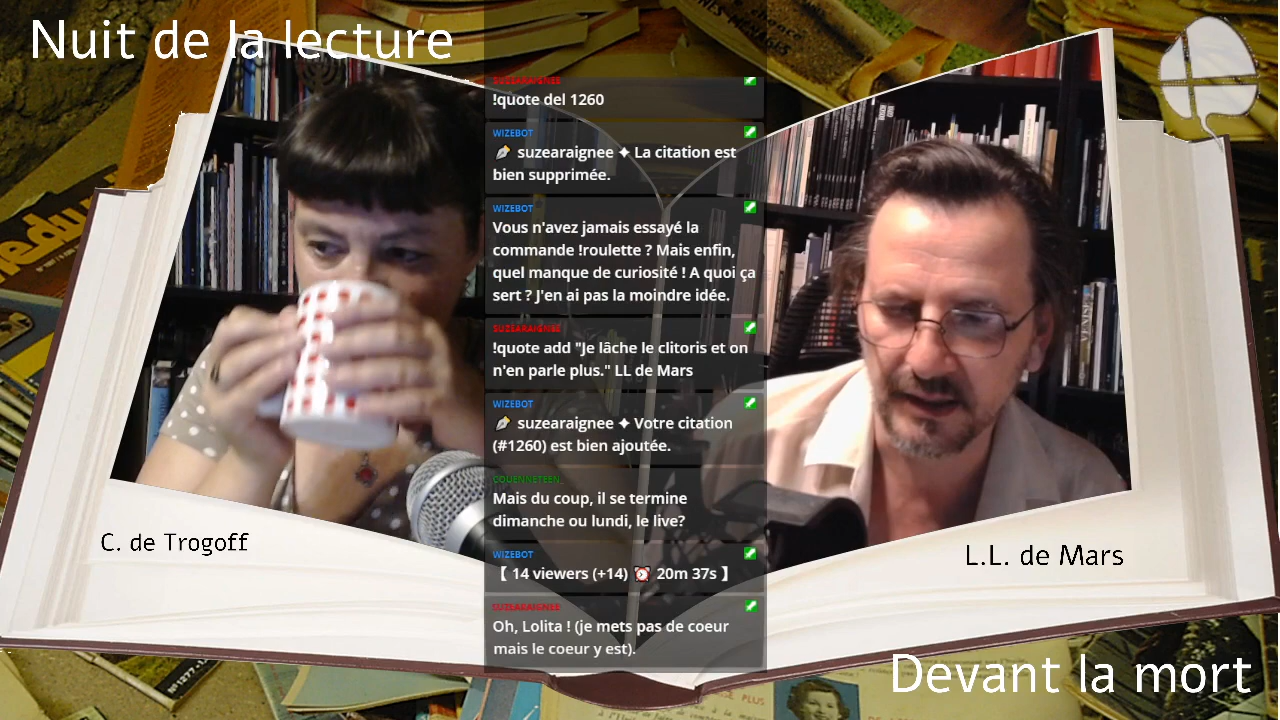 Nuit de la lecture
SUZEARAIGNEE
!quote del 1260
WIZEBOT
suzearaignee ✦ La citation est
bien supprimée.
WIZEBOT
Vous n'avez jamais essayé la
commande !roulette ? Mais enfin,
quel manque de curiosité ! A quoi ça
sert ? J'en ai pas la moindre idée.
SUZEARAIGNEE
!quote add "Je lâche le clitoris et on
n'en parle plus." LL de Mars
WIZEBOT
suzearaignee ✦ Votre citation
(#1260) est bien ajoutée.
COUENNETEEN
Mais du coup, il se termine
dimanche ou lundi, le live?
WIZEBOT
【 14 viewers (+14) ⏰ 20m 37s 】
SUZEARAIGNEE
Oh, Lolita ! (je mets pas de coeur
mais le coeur y est).
C. de Trogoff
L.L. de Mars
Devant la mort